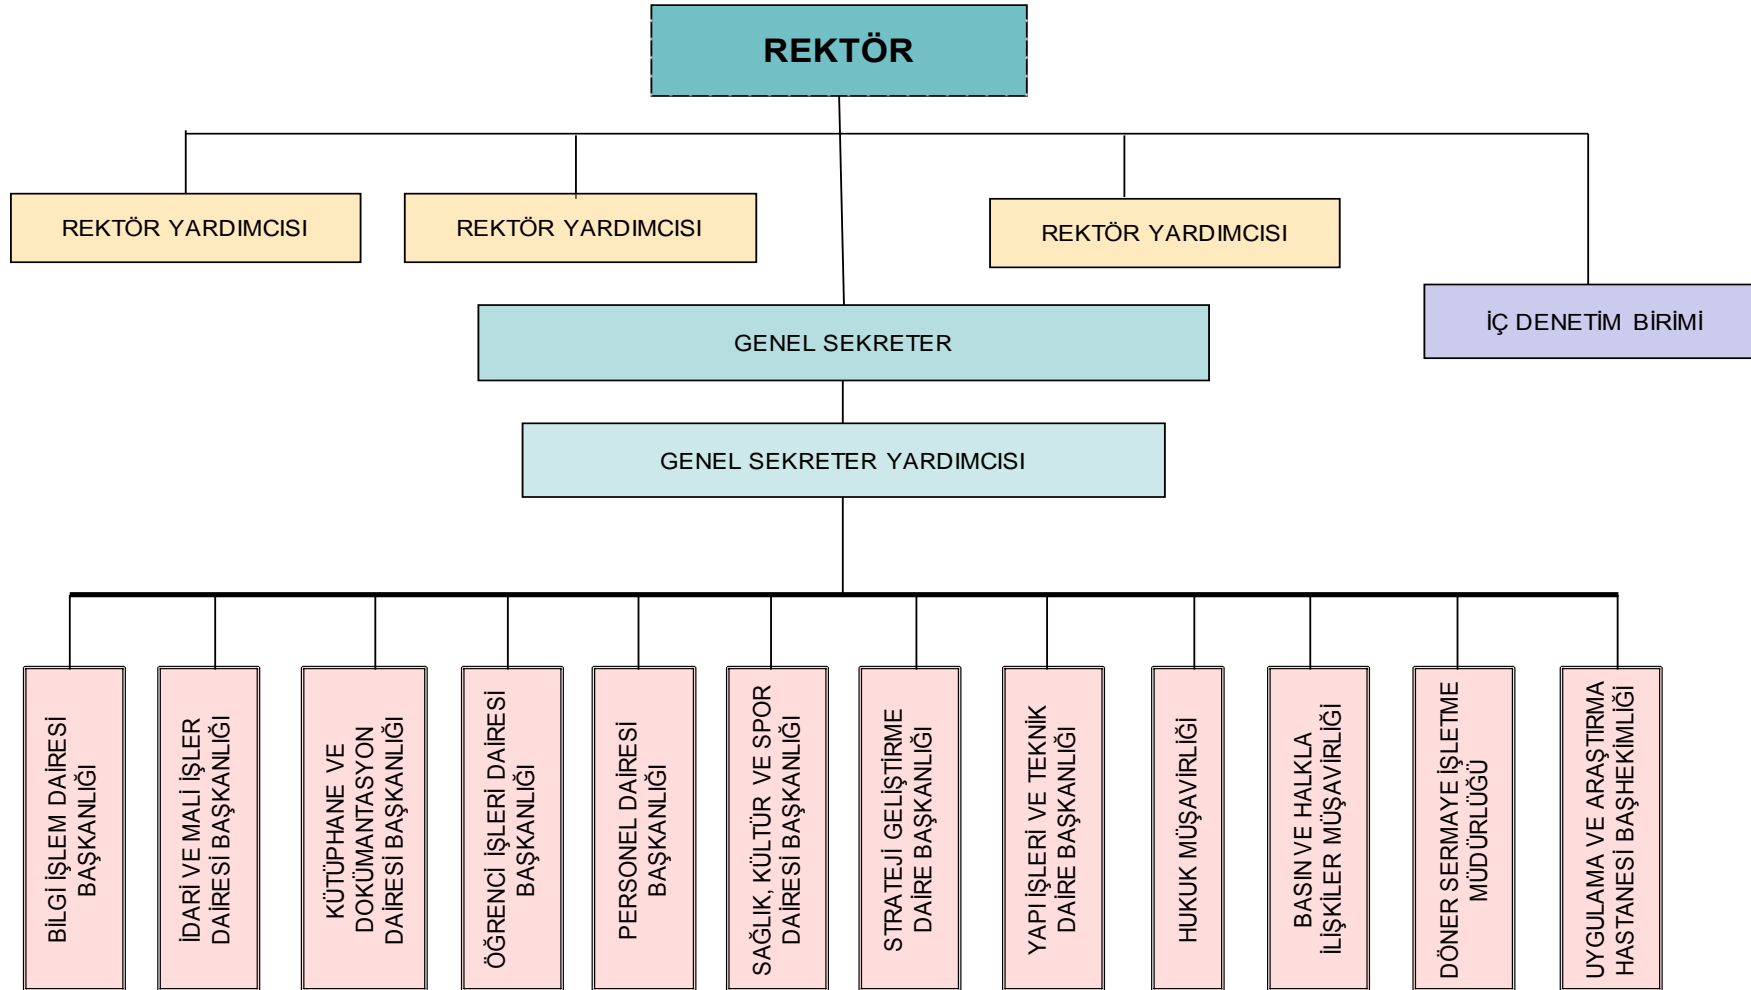 REKTÖR
REKTÖR YARDIMCISI
REKTÖR YARDIMCISI
REKTÖR YARDIMCISI
İÇ DENETİM BİRİMİ
GENEL SEKRETER
GENEL SEKRETER YARDIMCISI
BİLGİ İŞLEM DAİRESİ
BAŞKANLIĞI
İDARİ VE MALİ İŞLER
DAİRESİ BAŞKANLIĞI
KÜTÜPHANE VE
DOKÜMANTASYON
DAİRESİ BAŞKANLIĞI
ÖĞRENCİ İŞLERİ DAİRESİ
BAŞKANLIĞI
PERSONEL DAİRESİ
BAŞKANLIĞI
SAĞLIK, KÜLTÜR VE SPOR
DAİRESİ BAŞKANLIĞI
STRATEJİ GELİŞTİRME
DAİRE BAŞKANLIĞI
YAPI İŞLERİ VE TEKNİK
DAİRE BAŞKANLIĞI
HUKUK MÜŞAVİRLİĞİ
BASIN VE HALKLA
İLİŞKİLER MÜŞAVİRLİĞİ
DÖNER SERMAYE İŞLETME
MÜDÜRLÜĞÜ
UYGULAMA VE ARAŞTIRMA
HASTANESİ BAŞHEKİMLİĞİ